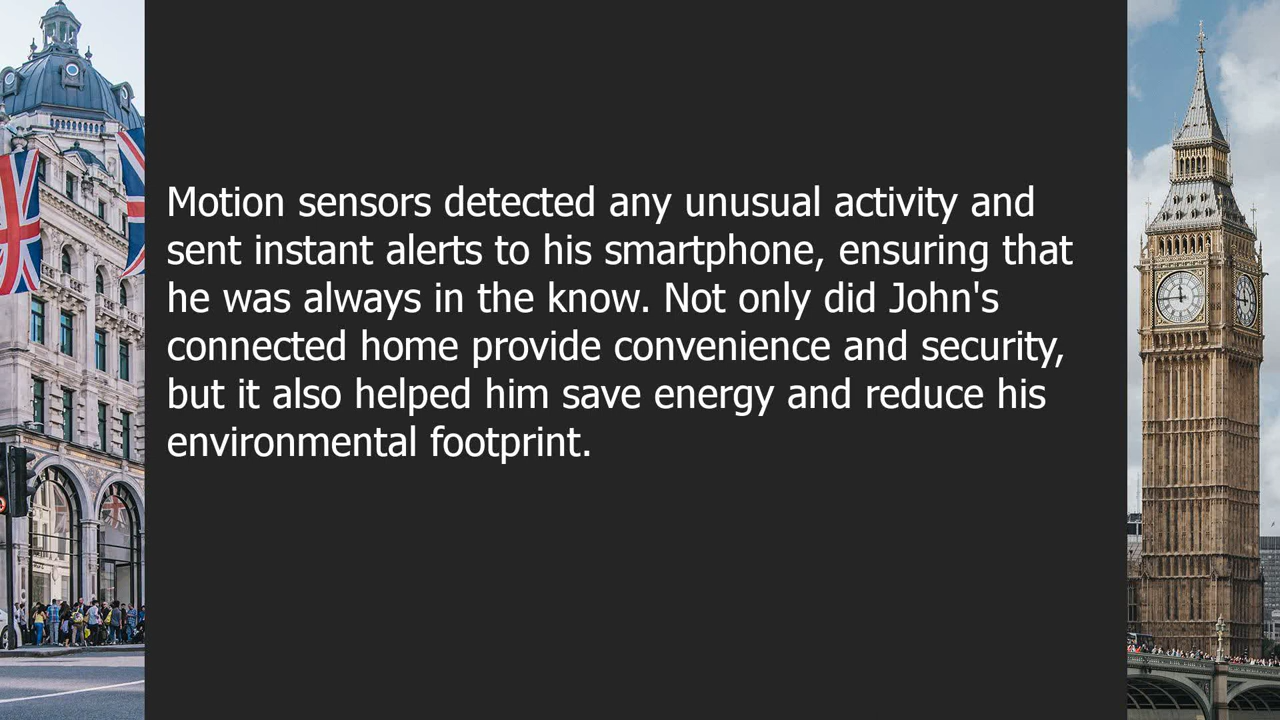 Motion sensors detected any unusual activity and
sent instant alerts to his smartphone, ensuring that
he was always in the know. Not only did John's
connected home provide convenience and security,
but it also helped him save energy and reduce his
environmental footprint.